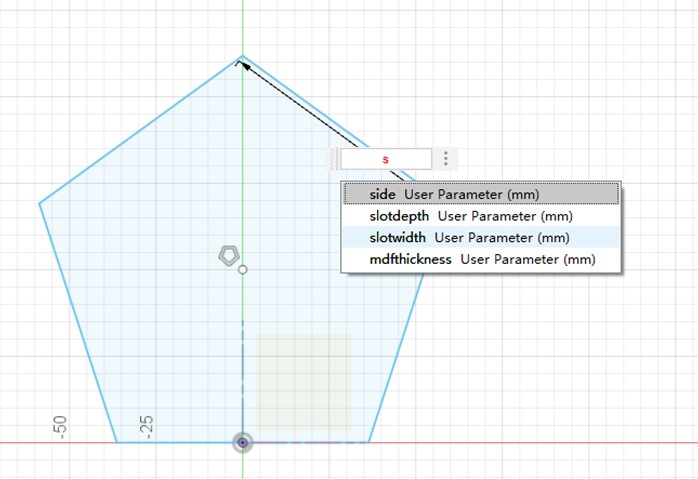 s
side User Parameter (mm)
slotdepth User Parameter (mm)
slotwidth User Parameter (mm)
mdfthickness User Parameter (mm)
-50
-25